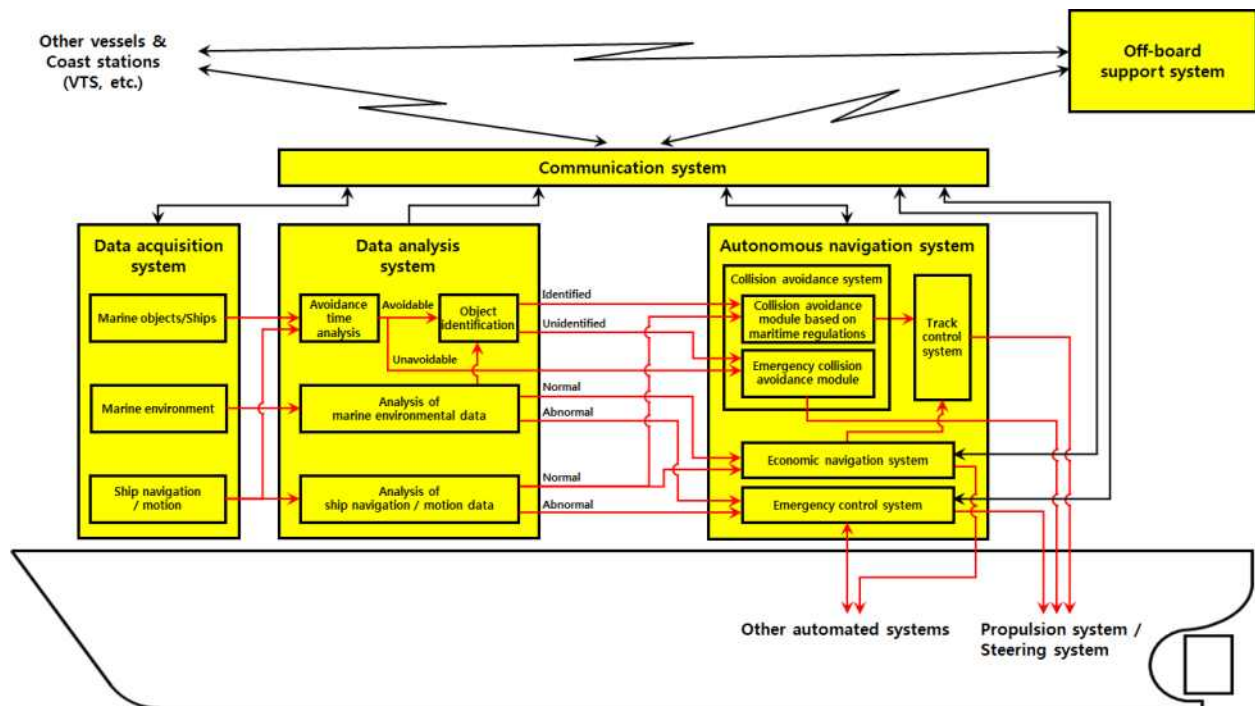 Other vessels &
Coast stations
(VTS, etc.)
Off-board
support system
Communication system
Data acquisition
system
Marine objects/Ships
Marine environment
Ship navigation
/ motion
Data analysis
system
Avoidance
time
analysis
Avoidable
Object
identification
Unavoidable
Analysis of
marine environmental data
Analysis of
ship navigation / motion data
Identified
Unidentified
Normal
Abnormal
Normal
Abnormal
Autonomous navigation system
Collision avoidance system
Collision avoidance
module based on
maritime regulations
Emergency collision
avoidance module
Track
control
system
Economic navigation system
Emergency control system
Other automated systems
Propulsion system /
Steering system